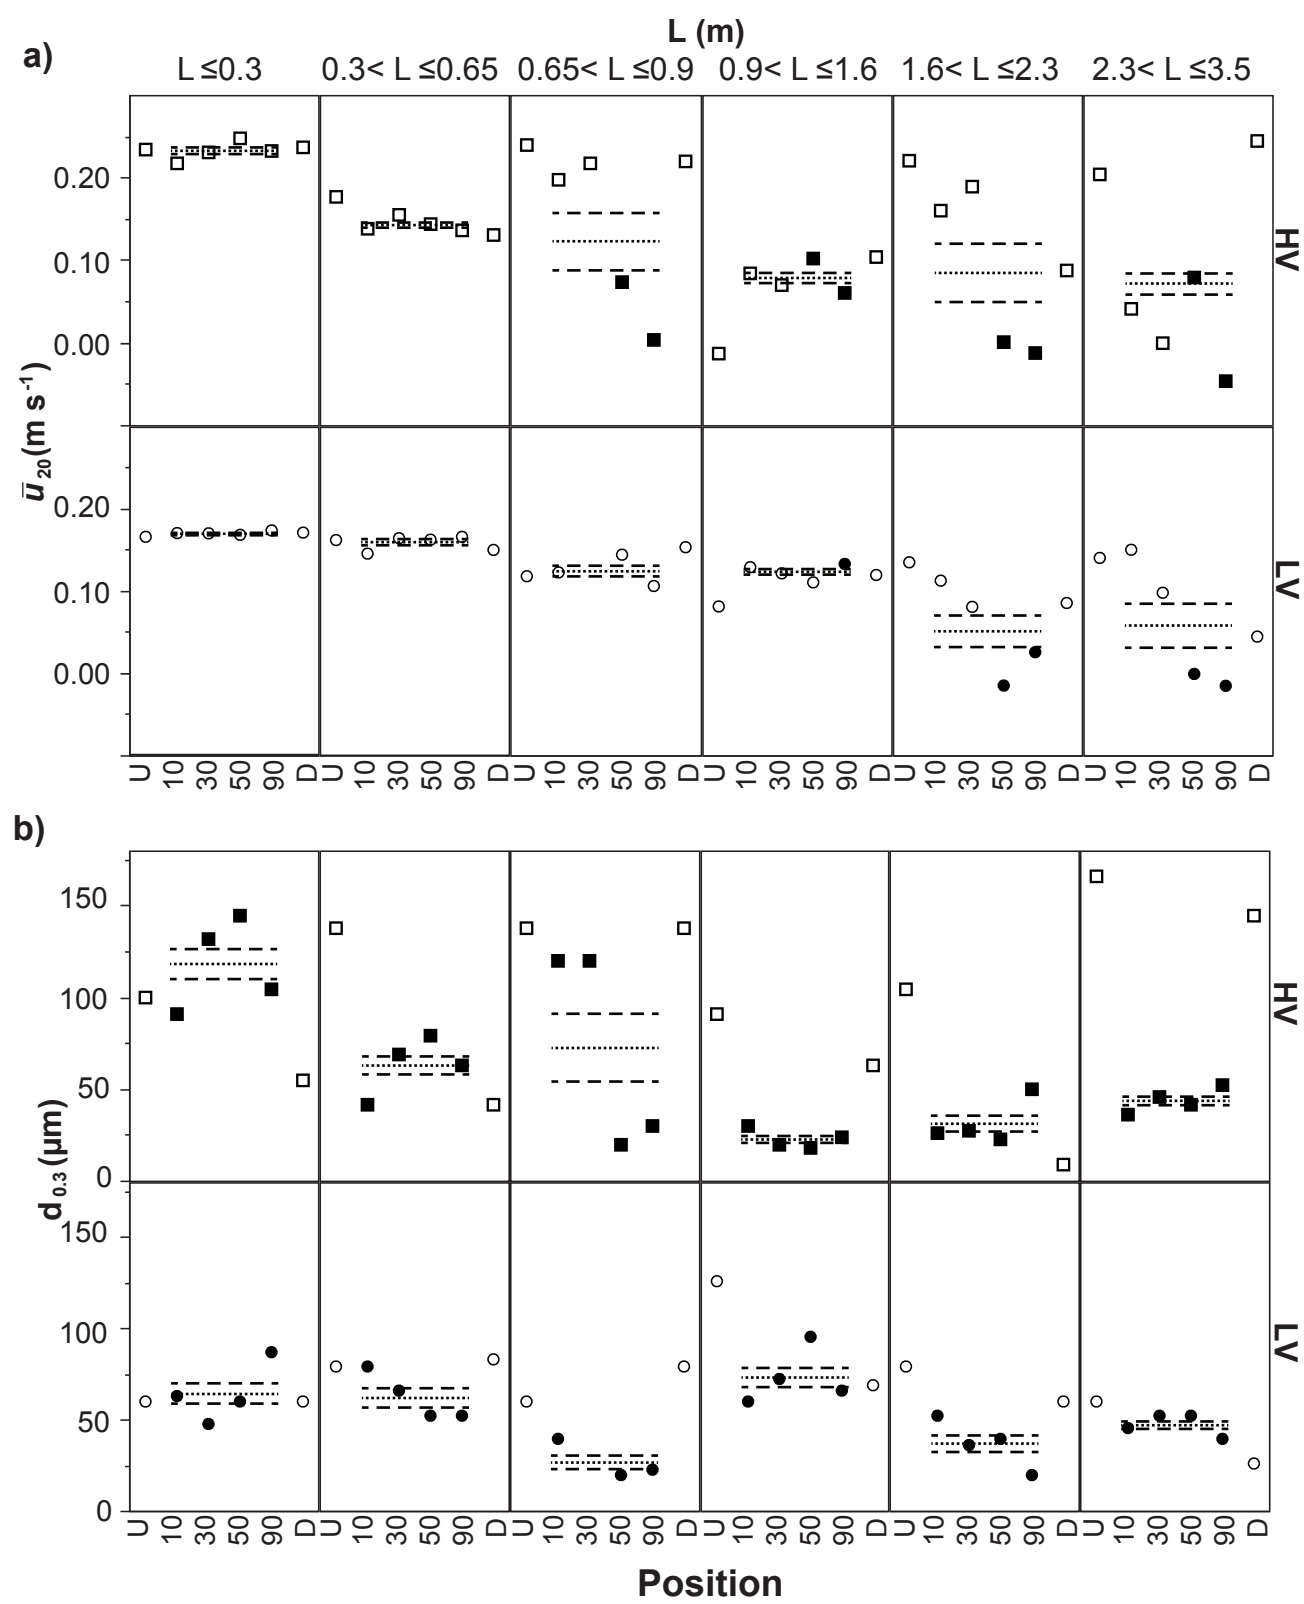 L (m)
a)
L ≤0.3 0.3< L ≤0.65 0.65< L ≤0.9 0.9< L ≤1.6 1.6< L ≤2.3 2.3< L ≤3.5
0.20
0.10
0.00
HV
u̅ 20 (m s-1)
0.20
0.10
0.00
LV
U 10 30 50 90 D U 10 30 50 90 D U 10 30 50 90 D U 10 30 50 90 D U 10 30 50 90 D U 10 30 50 90 D
b)
150
100
50
0
HV
d 0.3 (µm)
150
100
50
0
LV
U 10 30 50 90 D U 10 30 50 90 D U 10 30 50 90 D U 10 30 50 90 D U 10 30 50 90 D U 10 30 50 90 D
Position